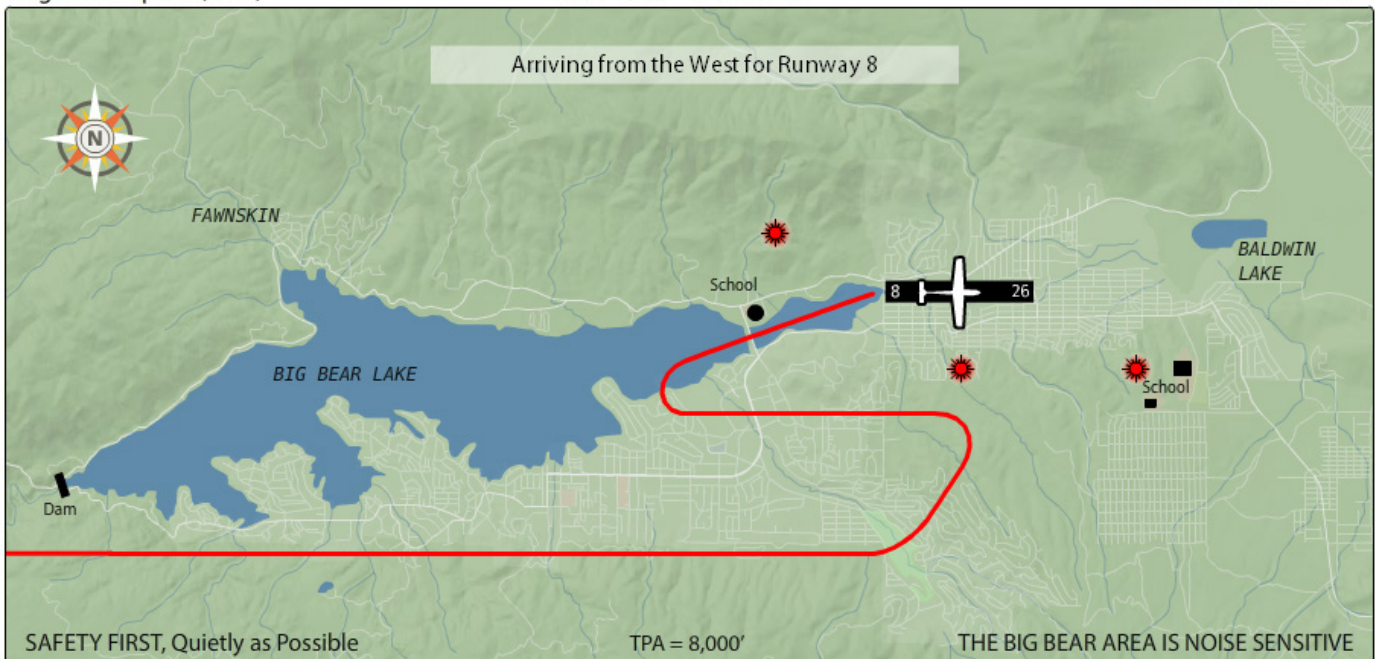 Arriving from the West for Runway 8
N
FAWNSKIN
BALDWIN
LAKE
School
8 26
BIG BEAR LAKE
School
Dam
SAFETY FIRST, Quietly as Possible
TPA = 8,000’
THE BIG BEAR AREA IS NOISE SENSITIVE